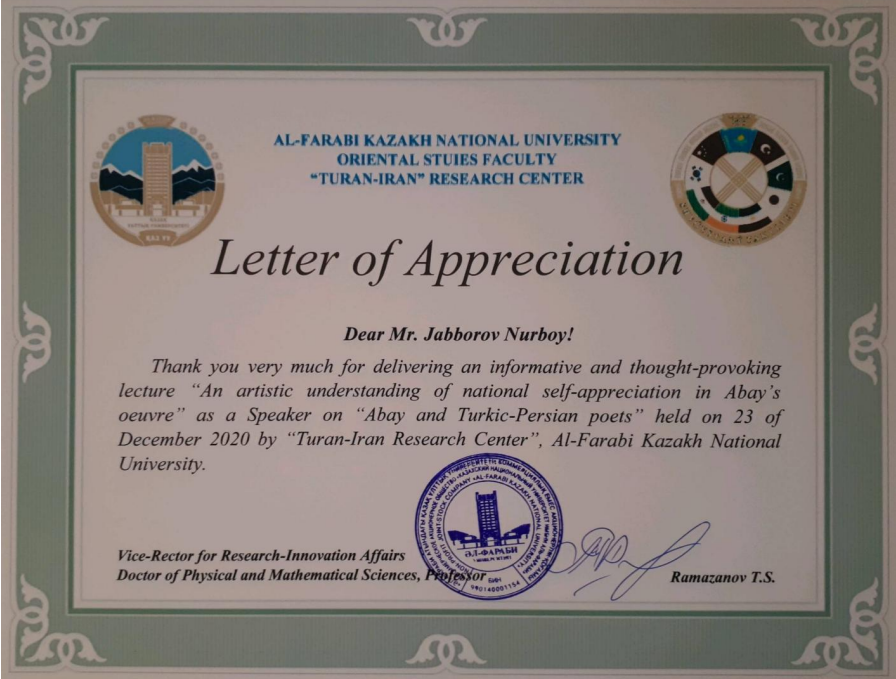 AL-FARABI KAZAKH NATIONAL UNIVERSITY
ORIENTAL STUIES FACULTY
“TURAN-IRAN” RESEARCH CENTER
Letter of Appreciation
Dear Mr. Jabborov Nurboy!
Thank you very much for delivering an informative and thought-provoking
lecture “An artistic understanding of national self-appreciation in Abay’s
oeuvre” as a Speaker on “Abay and Turkic-Persian poets” held on 23 of
December 2020 by “Turan-Iran Research Center”, Al-Farabi Kazakh National
University.
Vice-Rector for Research-Innovation Affairs
Doctor of Physical and Mathematical Sciences, Professor
Ramazanov T.S.
ӘЛ-ФАРАБИ
БИН
990140001154